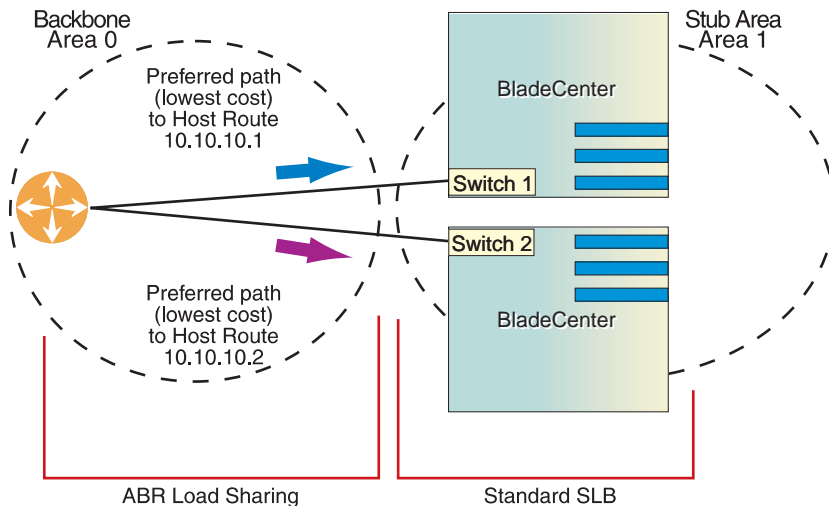 Backbone
Area 0
Stub Area
Area 1
Preferred path
(lowest cost)
to Host Route
10.10.10.1
BladeCenter
Switch 1
Switch 2
BladeCenter
Preferred path
(lowest cost)
to Host Route
10.10.10.2
ABR Load Sharing
Standard SLB